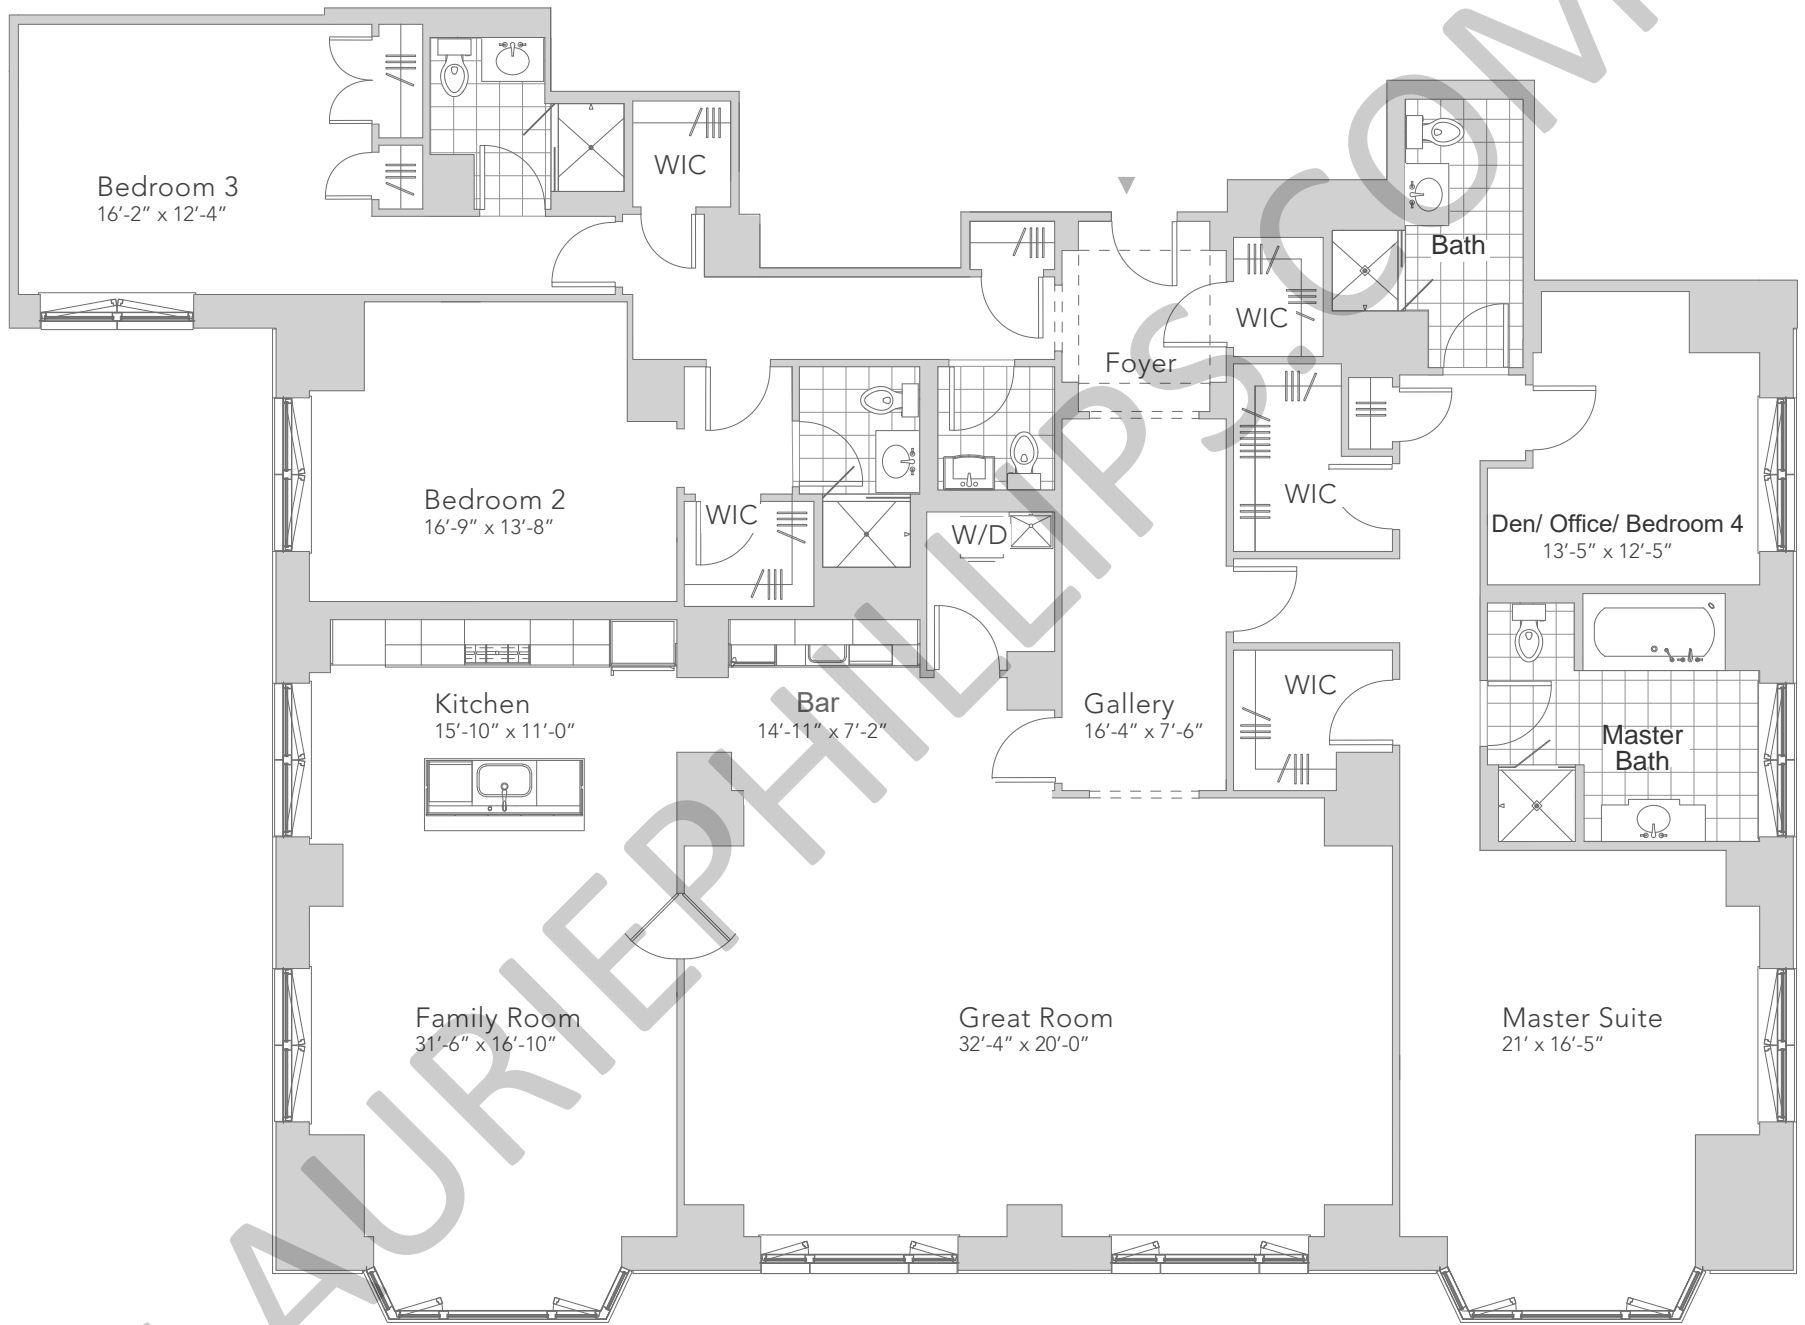 Bedroom 3
16'-2" x 12'-4"
WIC
Bath
WIC
Foyer
Bedroom 2
16'-9" x 13'-8"
WIC
W/D
WIC
Den/ Office/ Bedroom 4
13'-5" x 12'-5"
Kitchen
15'-10" x 11'-0"
Bar
14'-11" x 7'-2"
Gallery
16'-4" x 7'-6"
WIC
Master
Bath
Family Room
31'-6" x 16'-10"
Great Room
32'-4" x 20'-0"
Master Suite
21' x 16'-5"
LAURIEPHILLIPS.COM